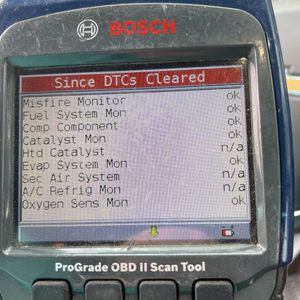 BOSCH
Since DTCs Cleared
Misfire Monitor ok
Fuel System Mon ok
Comp Component ok
Catalyst Mon ok
Htd Catalyst n/a
Evap System Mon ok
Sec Air System n/a
A/C Refrig Mon n/a
Oxygen Sens Mon ok
ProGrade OBD II Scan Tool